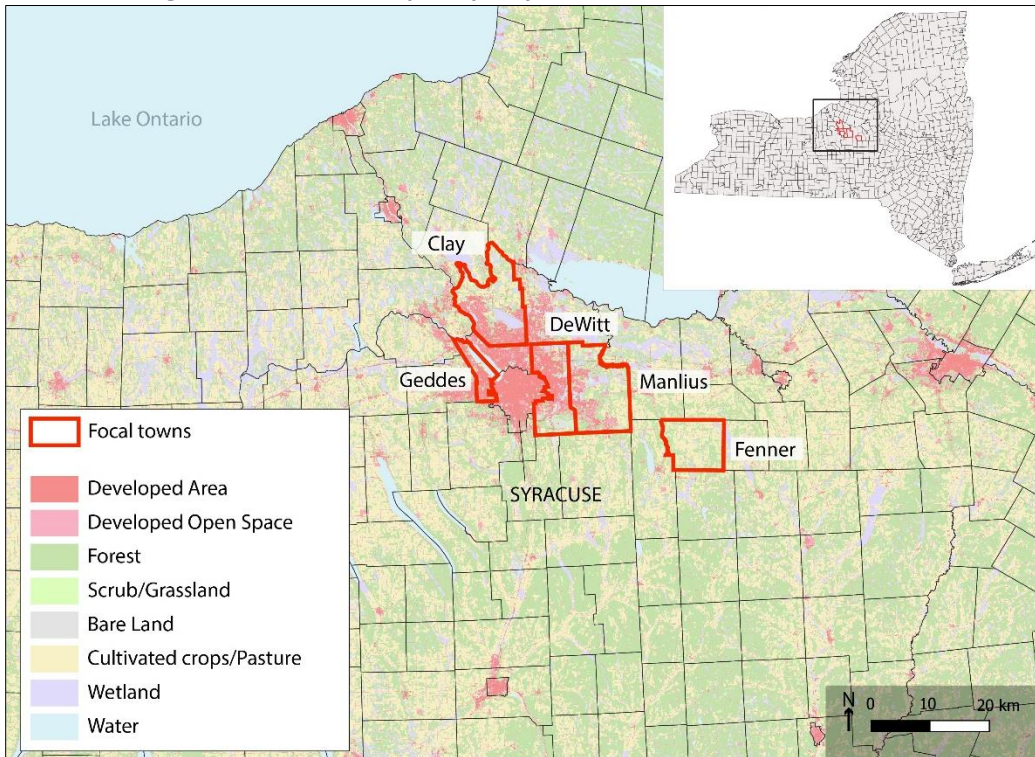 Lake Ontario
Clay
DeWitt
Geddes
Manlius
Fenner
SYRACUSE
Focal towns
Developed Area
Developed Open Space
Forest
Scrub/Grassland
Bare Land
Cultivated crops/Pasture
Wetland
Water
N 0 10 20 km